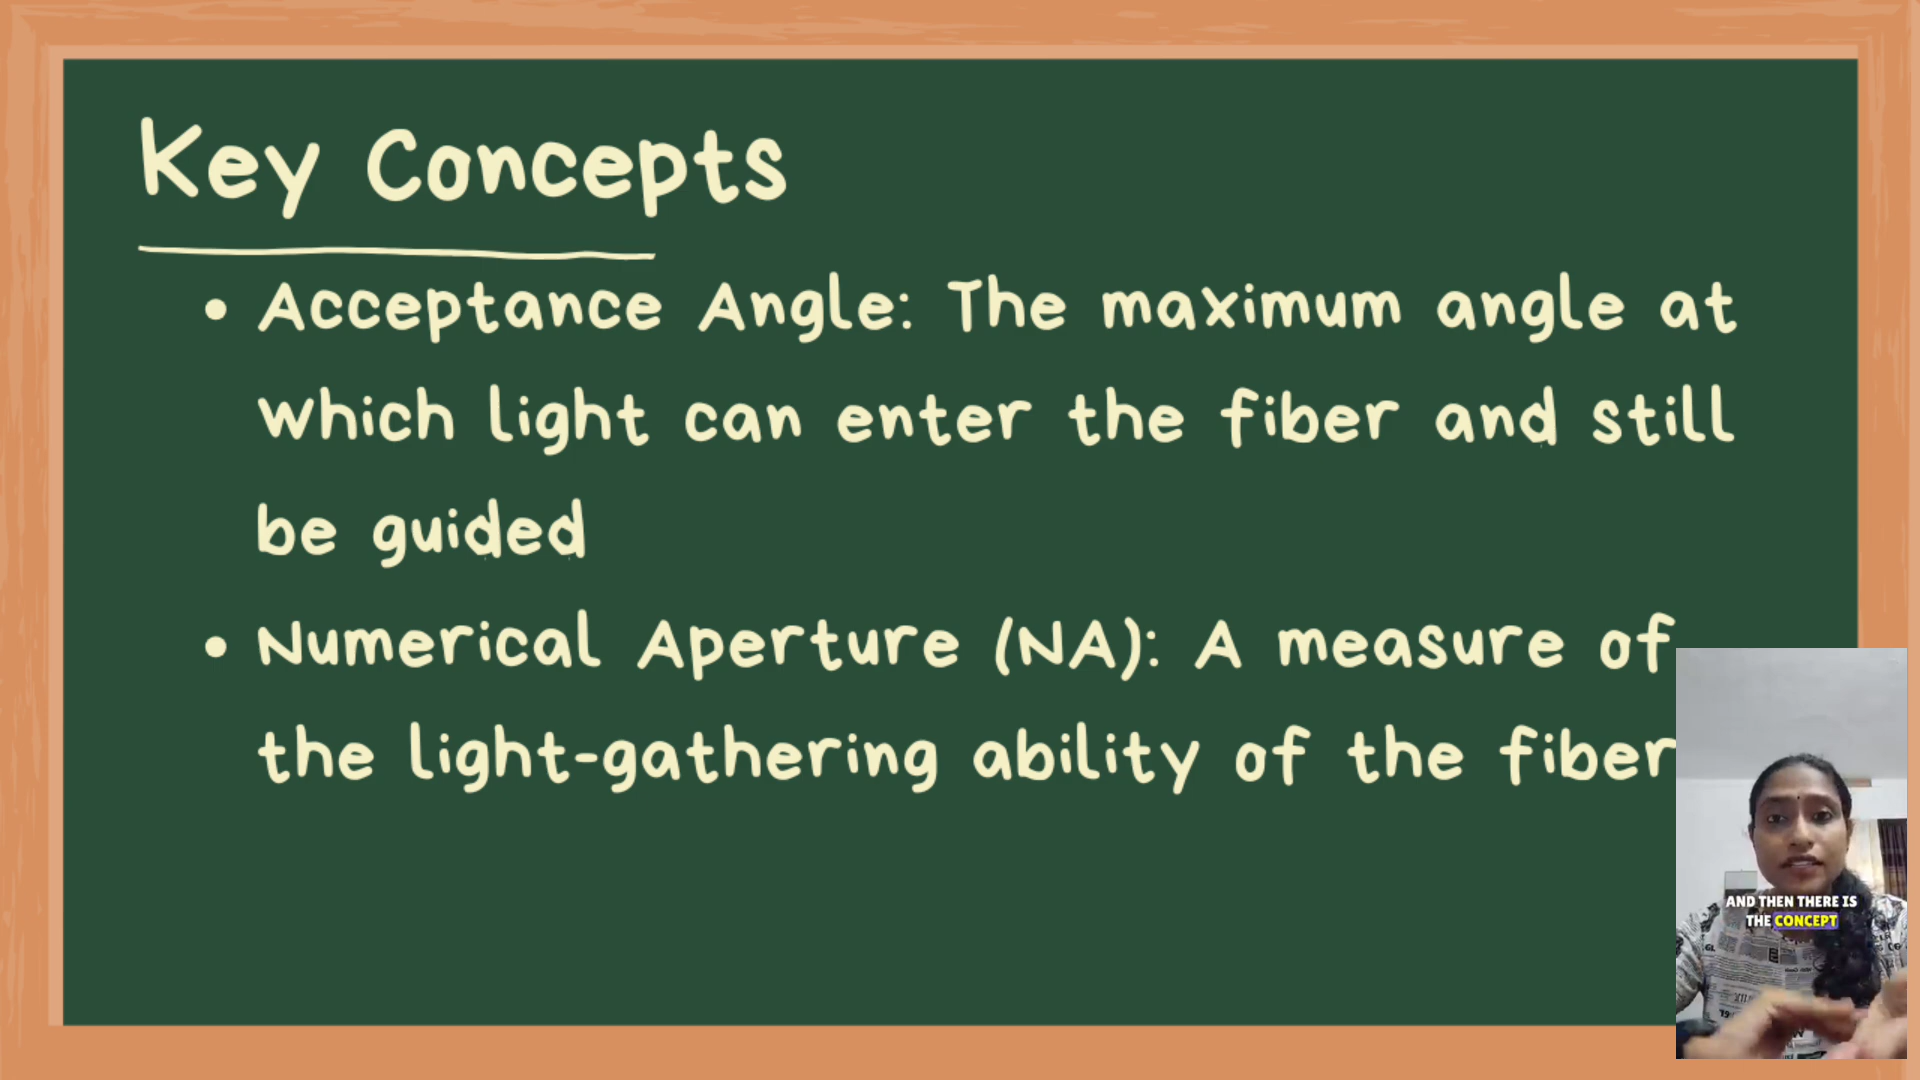 Key Concepts
• Acceptance Angle: The maximum angle at
which light can enter the fiber and still
be guided
• Numerical Aperture (NA): A measure of
the light-gathering ability of the fiber
AND THEN THERE IS
THE CONCEPT